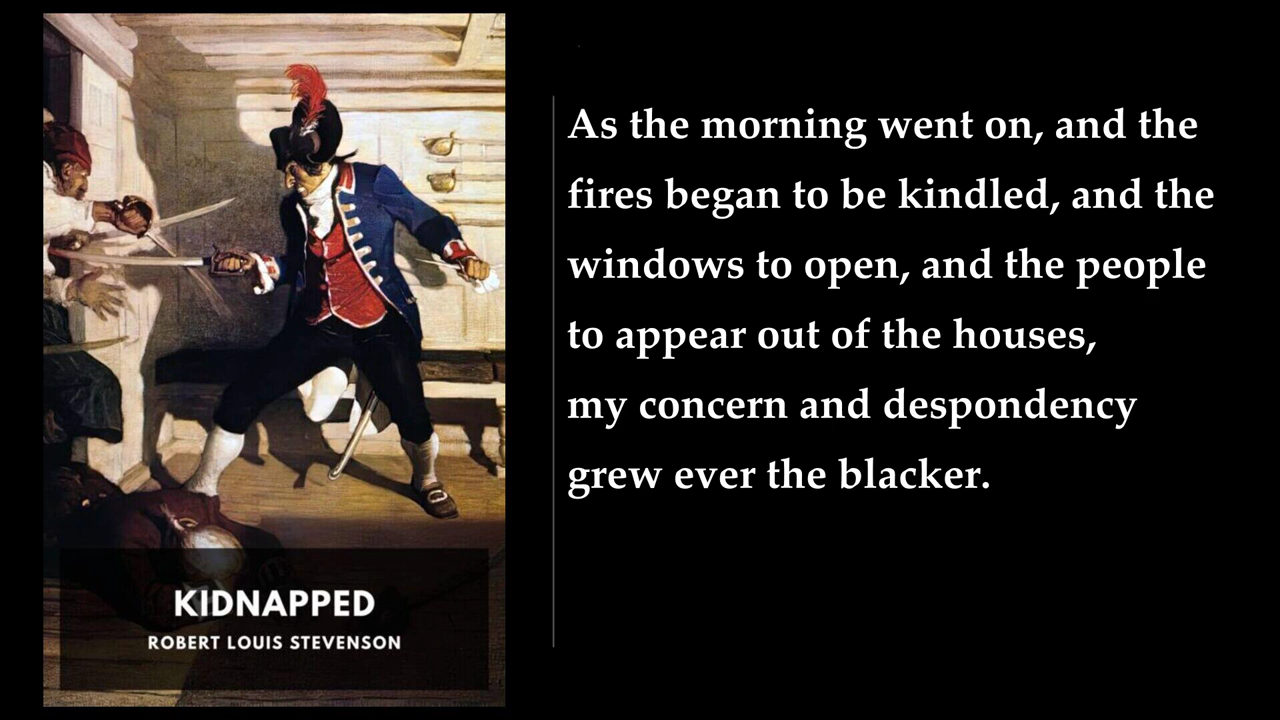 As the morning went on, and the
fires began to be kindled, and the
windows to open, and the people
to appear out of the houses,
my concern and despondency
grew ever the blacker.
KIDNAPPED
ROBERT LOUIS STEVENSON